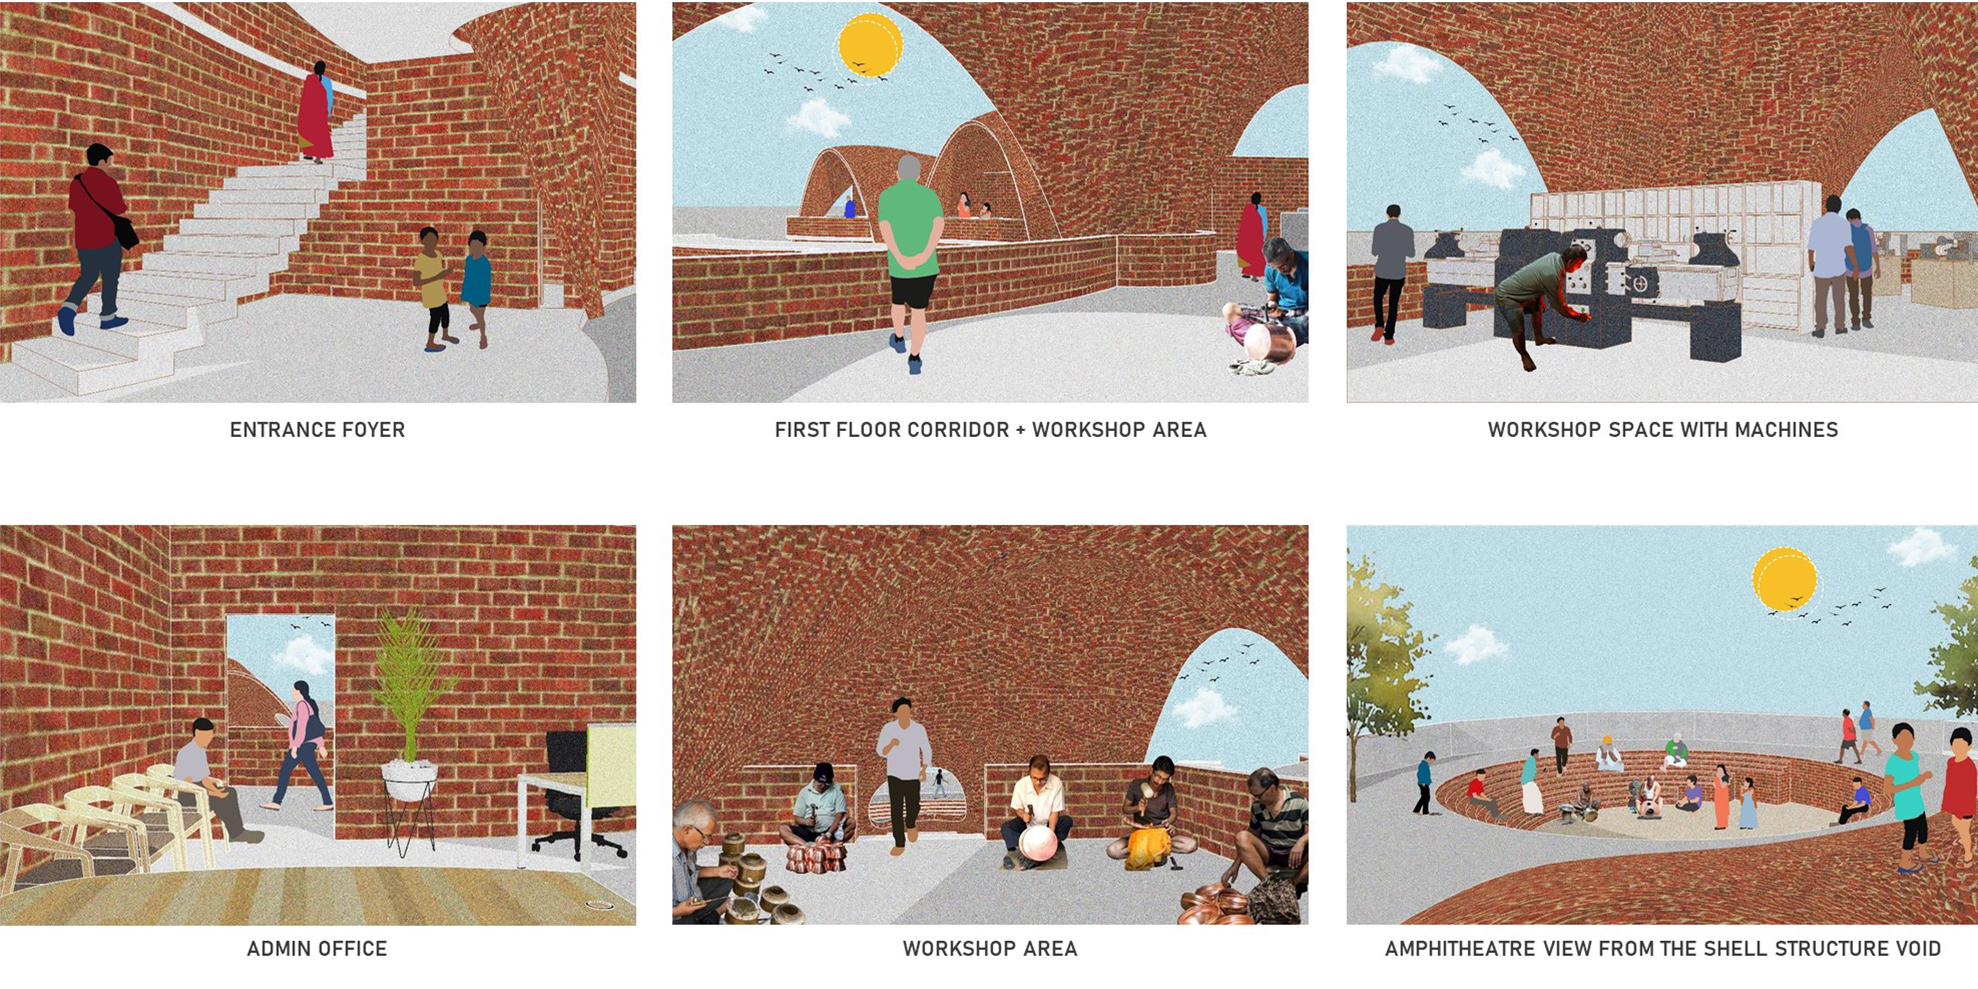 ENTRANCE FOYER
FIRST FLOOR CORRIDOR + WORKSHOP AREA
WORKSHOP SPACE WITH MACHINES
ADMIN OFFICE
WORKSHOP AREA
AMPHITHEATRE VIEW FROM THE SHELL STRUCTURE VOID